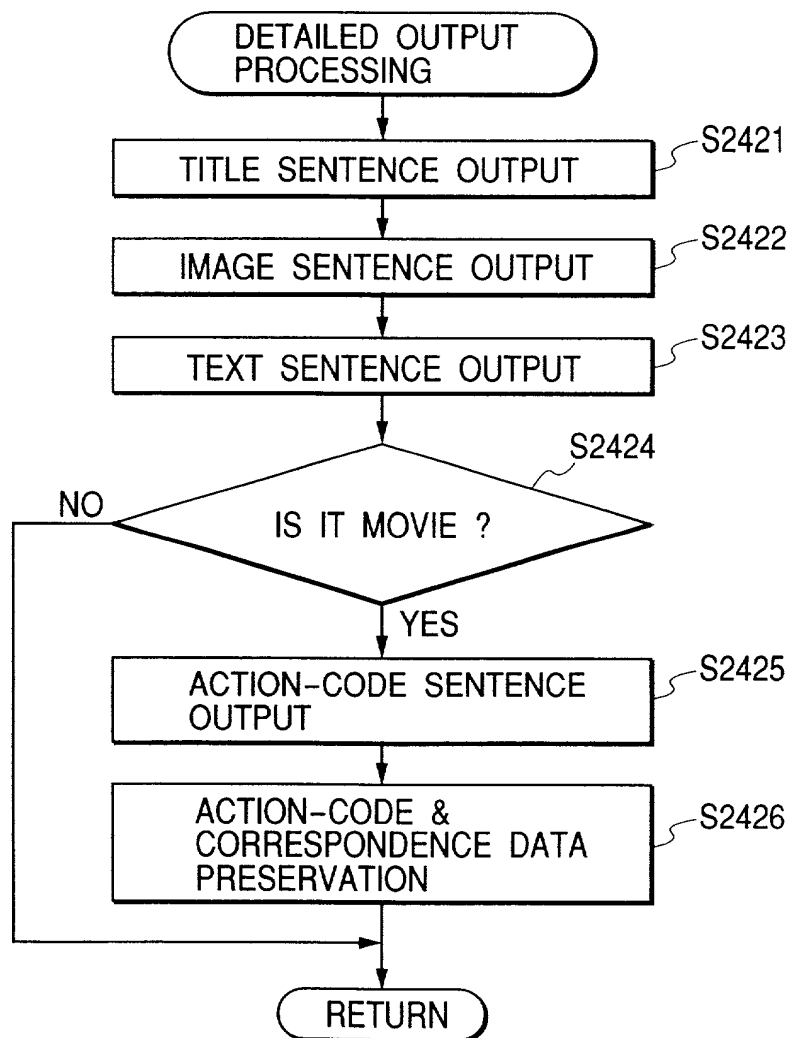 DETAILED OUTPUT
PROCESSING
S2421
TITLE SENTENCE OUTPUT
S2422
IMAGE SENTENCE OUTPUT
S2423
TEXT SENTENCE OUTPUT
S2424
NO
IS IT MOVIE ?
YES
S2425
ACTION-CODE SENTENCE
OUTPUT
S2426
ACTION-CODE &
CORRESPONDENCE DATA
PRESERVATION
RETURN